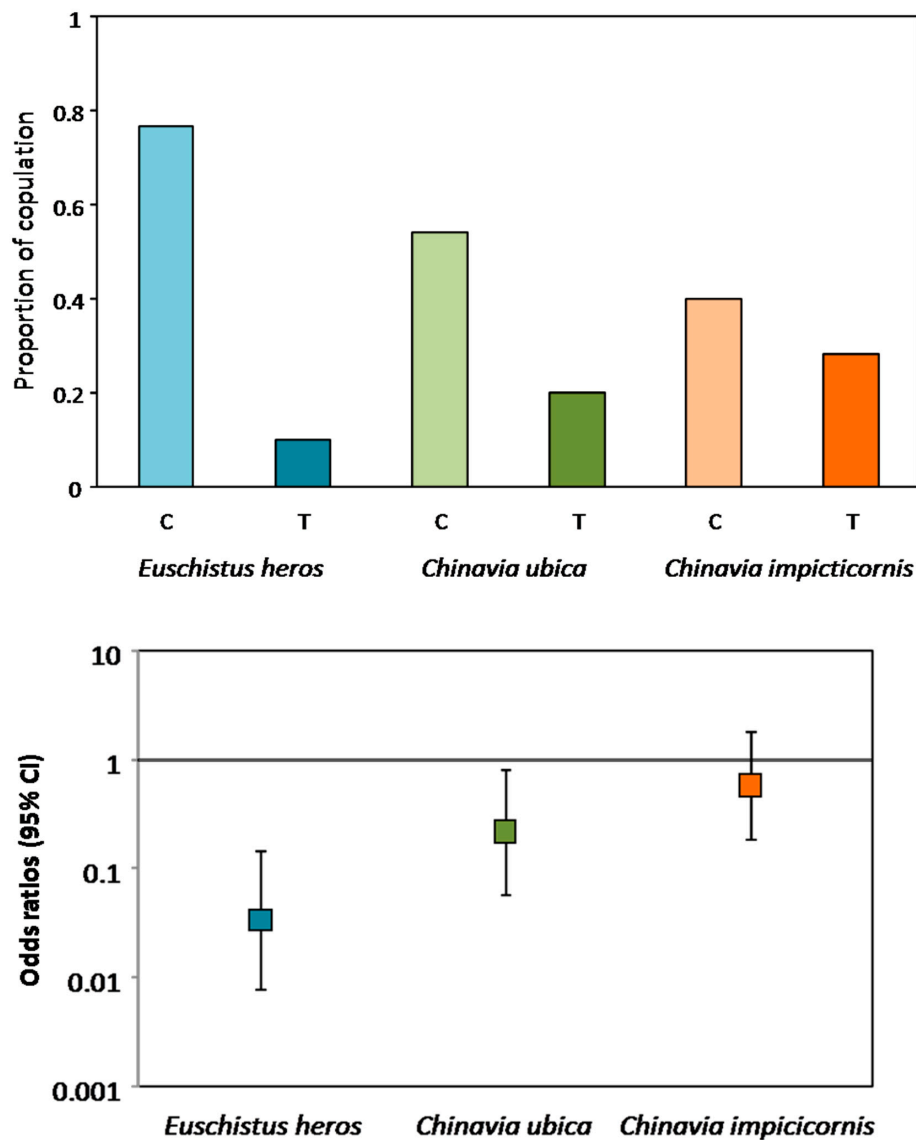 Proportion of copulation
1
0.8
0.6
0.4
0.2
0
C T C T C T
Euschistus heros Chinavia ubica Chinavia impicticornis
Odds ratios (95% CI)
10
1
0.1
0.01
0.001
Euschistus heros Chinavia ubica Chinavia impicicornis